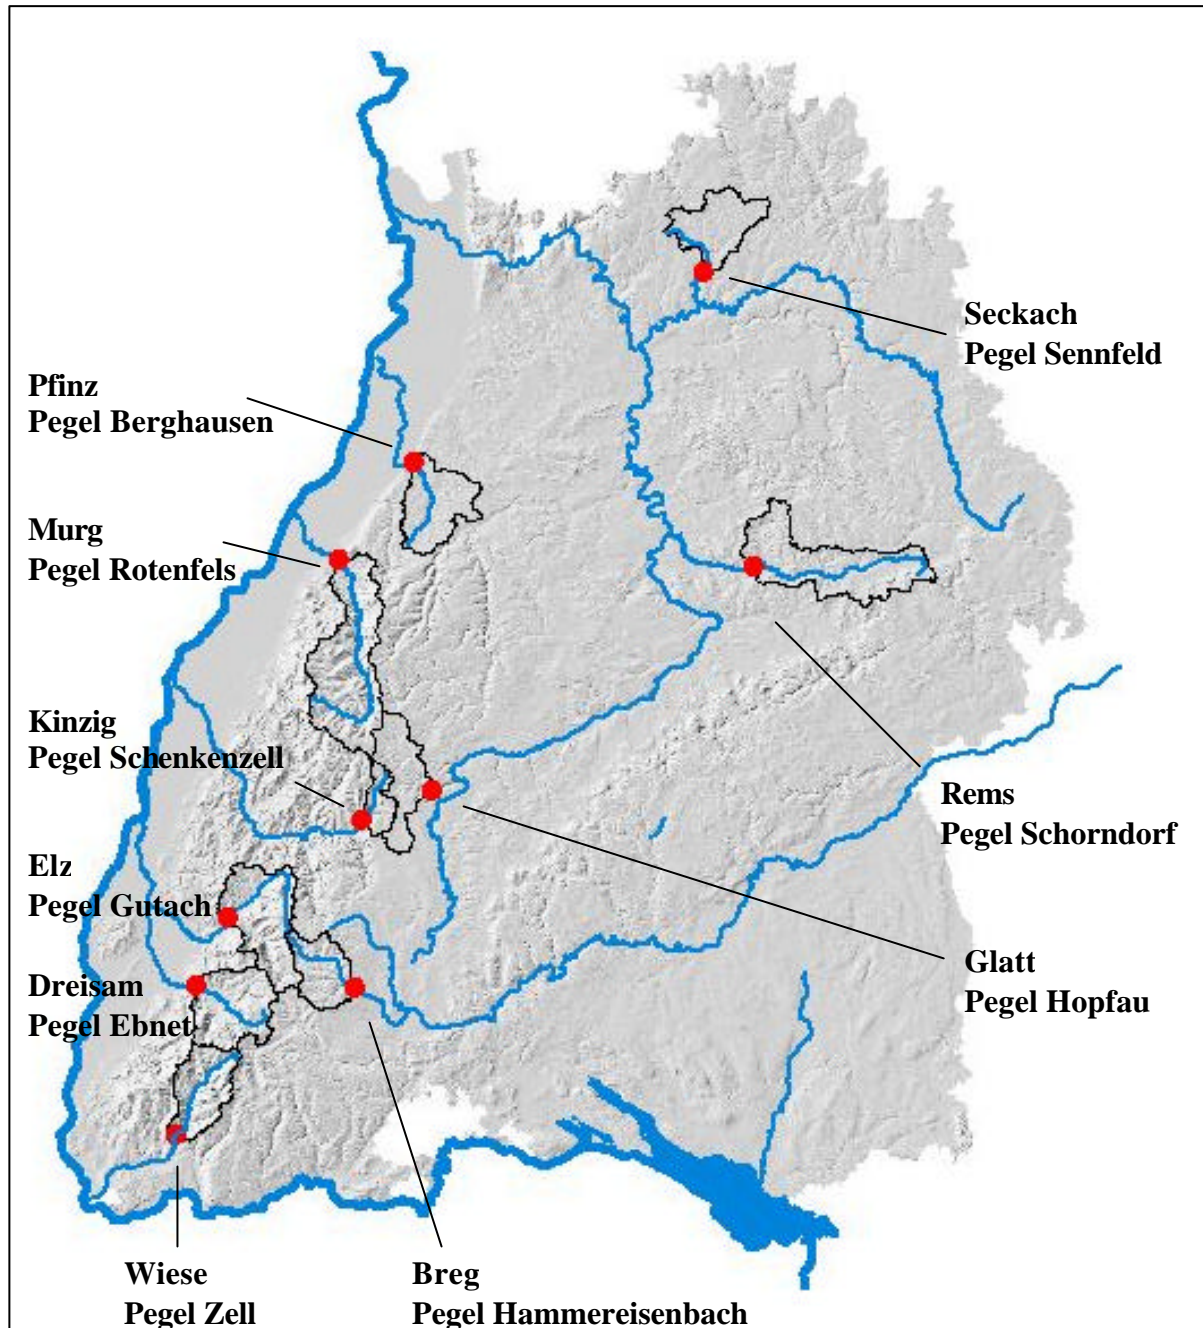 Seckach
Pegel Sennfeld
Pfinz
Pegel Berghausen
Murg
Pegel Rotenfels
Kinzig
Pegel Schenkenzell
Rems
Pegel Schorndorf
Elz
Pegel Gutach
Glatt
Pegel Hopfau
Dreisam
Pegel Ebnet
Wiese
Pegel Zell
Breg
Pegel Hammereisenbach